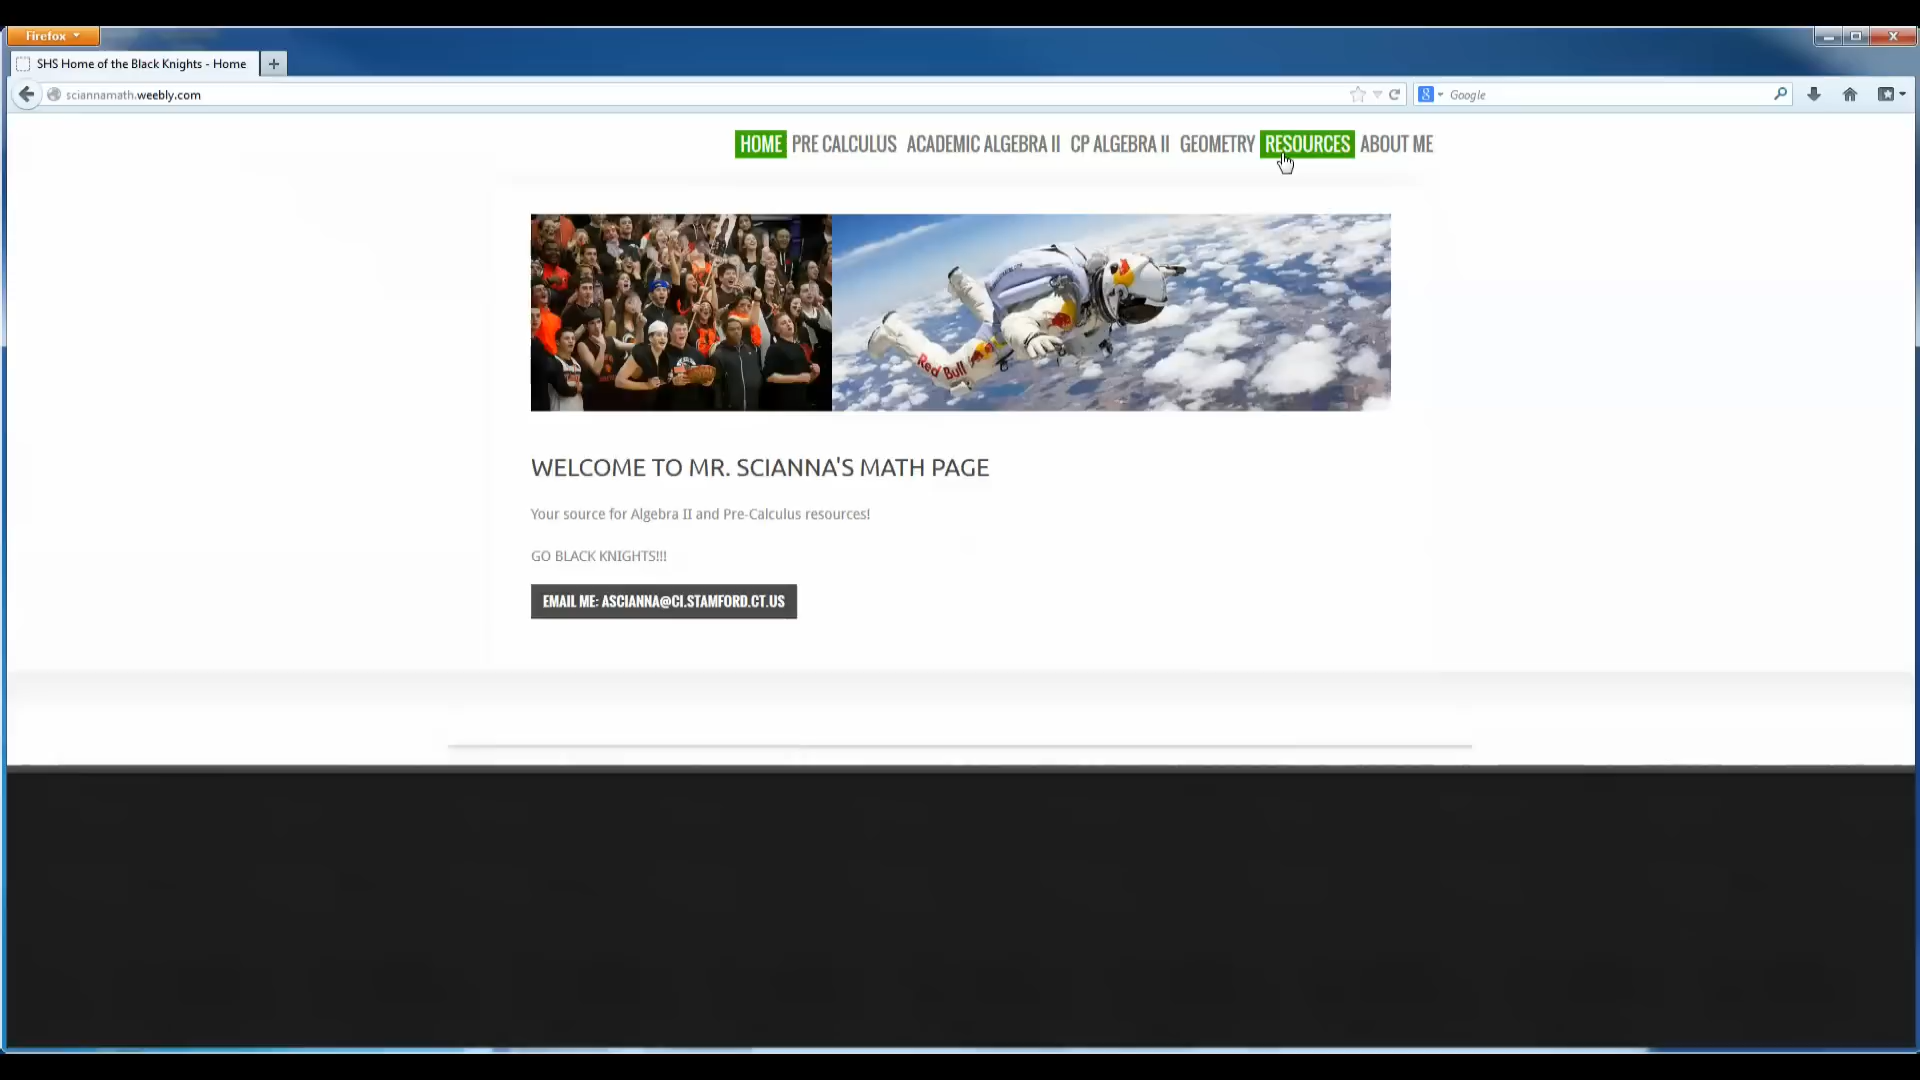 Firefox
SHS Home of the Black Knights - Home
sciannamath.weebly.com
Google
HOME PRE CALCULUS ACADEMIC ALGEBRA II CP ALGEBRA II GEOMETRY RESOURCES ABOUT ME
Red Bull
WELCOME TO MR. SCIANNA'S MATH PAGE
Your source for Algebra II and Pre-Calculus resources!
GO BLACK KNIGHTS!!!
EMAIL ME: ASCIANNA@CI.STAMFORD.CT.US